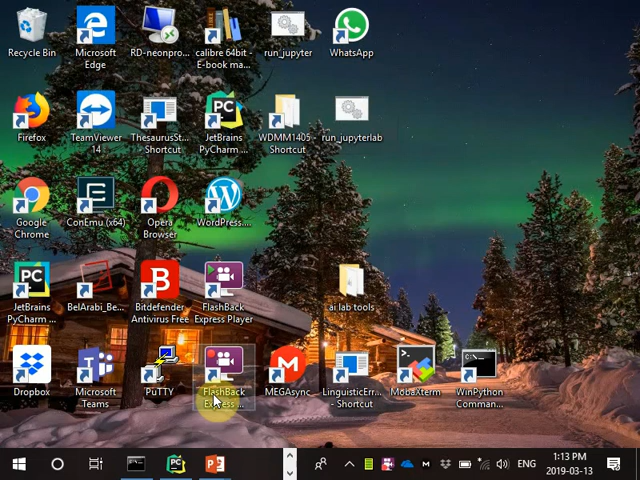 Recycle Bin
Microsoft
Edge
RD-neonpro...
calibre 64bit -
E-book ma...
run_jupyter
WhatsApp
Firefox
TeamViewer
14
ThesaurusSt...
Shortcut
PC
JetBrains
PyCharm ...
WDMM1405 -
Shortcut
run_jupyterlab
Google
Chrome
ConEmu (x64)
Opera
Browser
WordPress....
PC
JetBrains
PyCharm ...
BelArabi_Be...
Bitdefender
Antivirus Free
FlashBack
Express Player
ai lab tools
Dropbox
Microsoft
Teams
PuTTY
FlashBack
Express ...
MEGAsync
LinguisticErr...
- Shortcut
MobaXterm
C:\
WinPython
Comman...
ENG
1:13 PM
2019-03-13